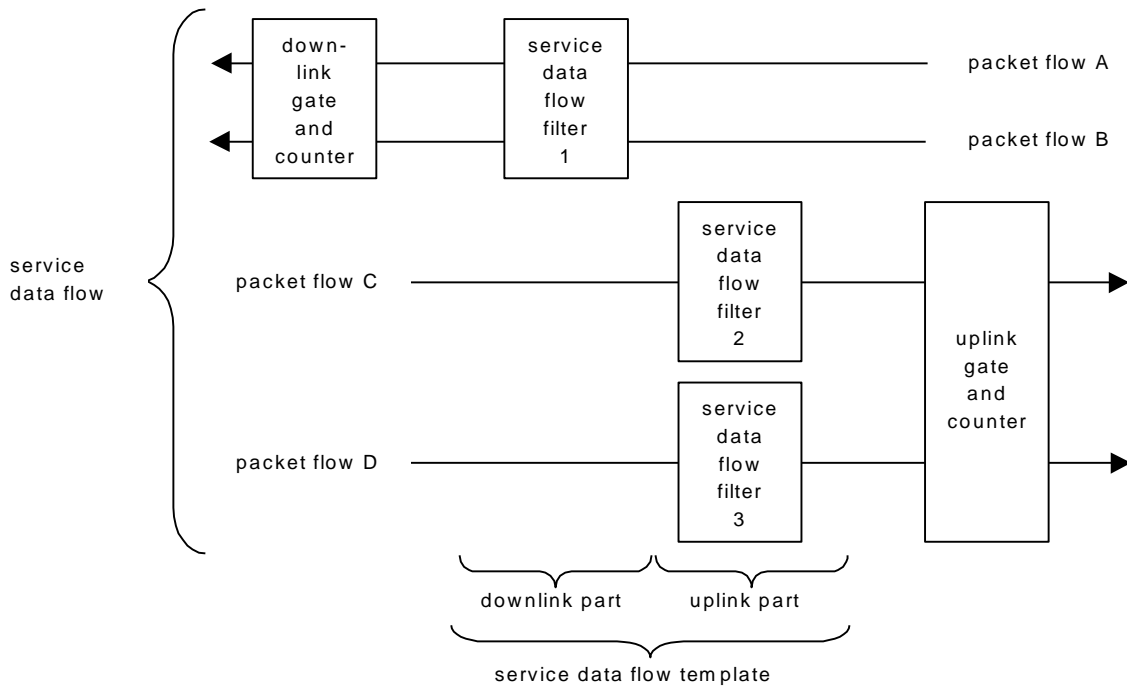 down-
link
gate
and
counter
service
data
flow
filter
1
packet flow A
packet flow B
service
data flow
packet flow C
service
data
flow
filter
2
uplink
gate
and
counter
packet flow D
service
data
flow
filter
3
downlink part
uplink part
service data flow template